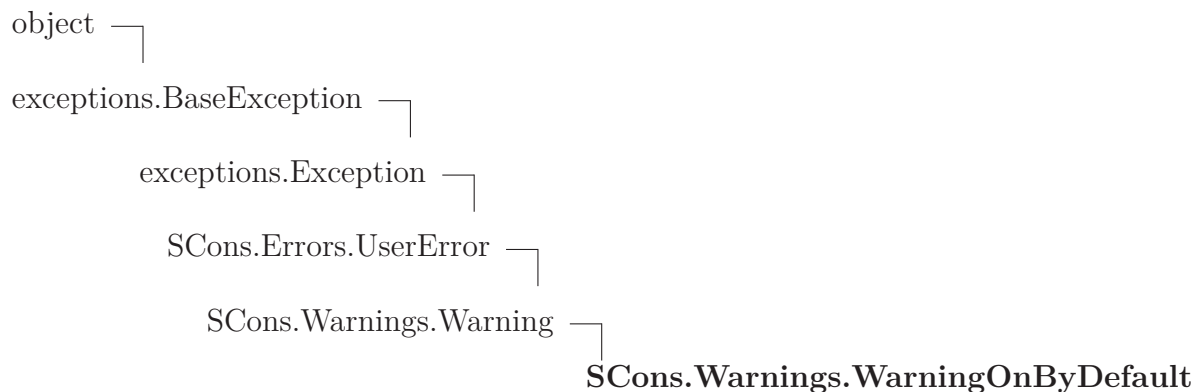 object
exceptions.BaseException
exceptions.Exception
SCons.Errors.UserError
SCons.Warnings.Warning
SCons.Warnings.WarningOnByDefault